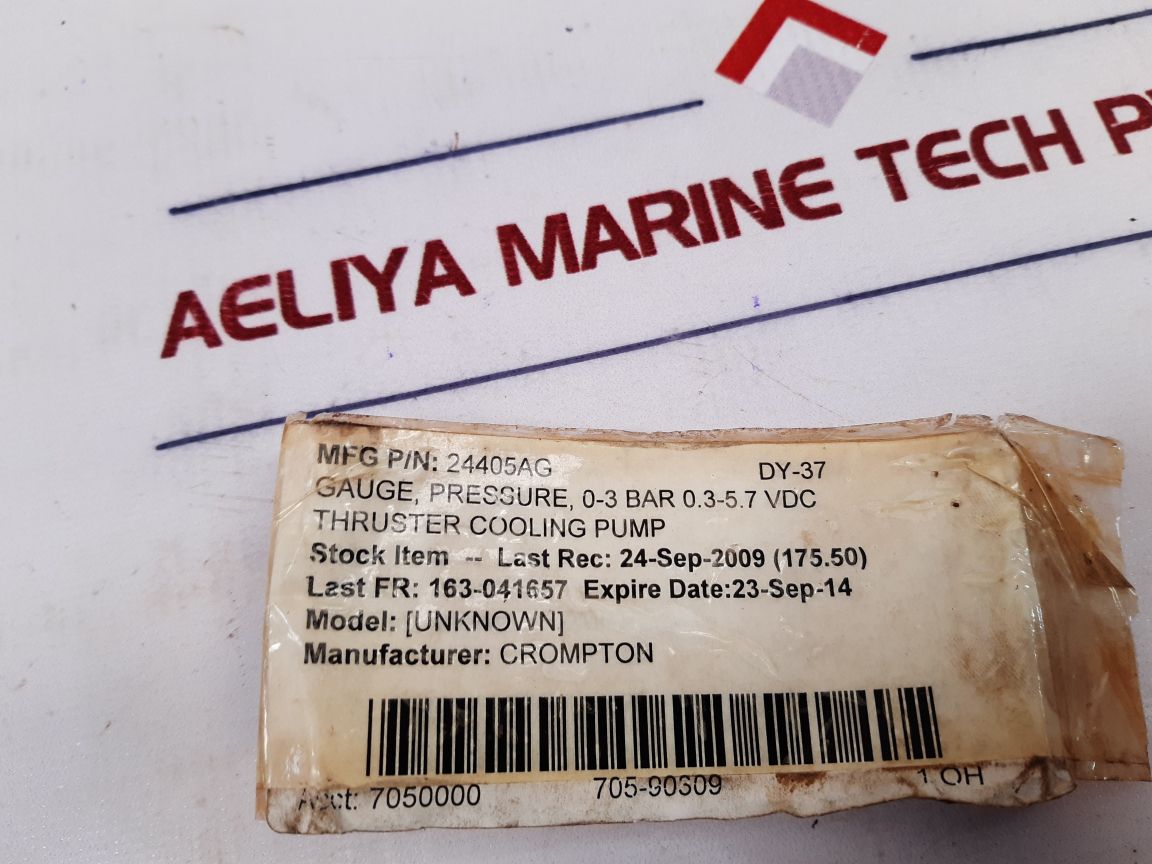 AELIYA MARINE TECH P
MFG P/N: 24405AG DY-37
GAUGE, PRESSURE, 0-3 BAR 0.3-5.7 VDC
THRUSTER COOLING PUMP
Stock Item -- Last Rec: 24-Sep-2009 (175.50)
Last FR: 163-041657 Expire Date:23-Sep-14
Model: [UNKNOWN]
Manufacturer: CROMPTON
Acct: 7050000 705-90309 1 OH